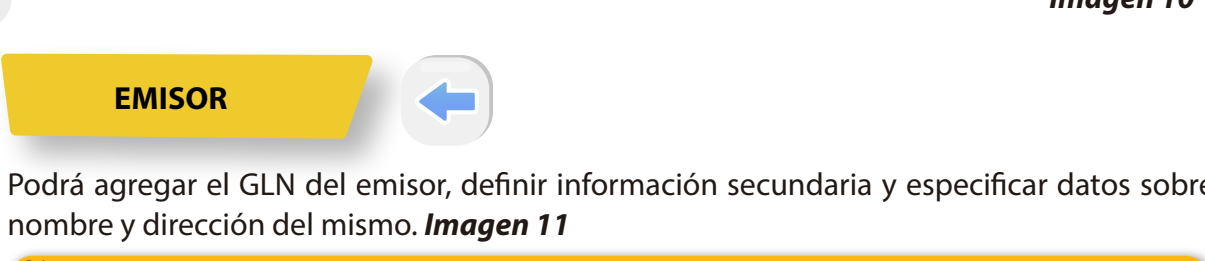 Imagen 10
EMISOR
Podrá agregar el GLN del emisor, definir información secundaria y especificar datos sobre
nombre y dirección del mismo. Imagen 11